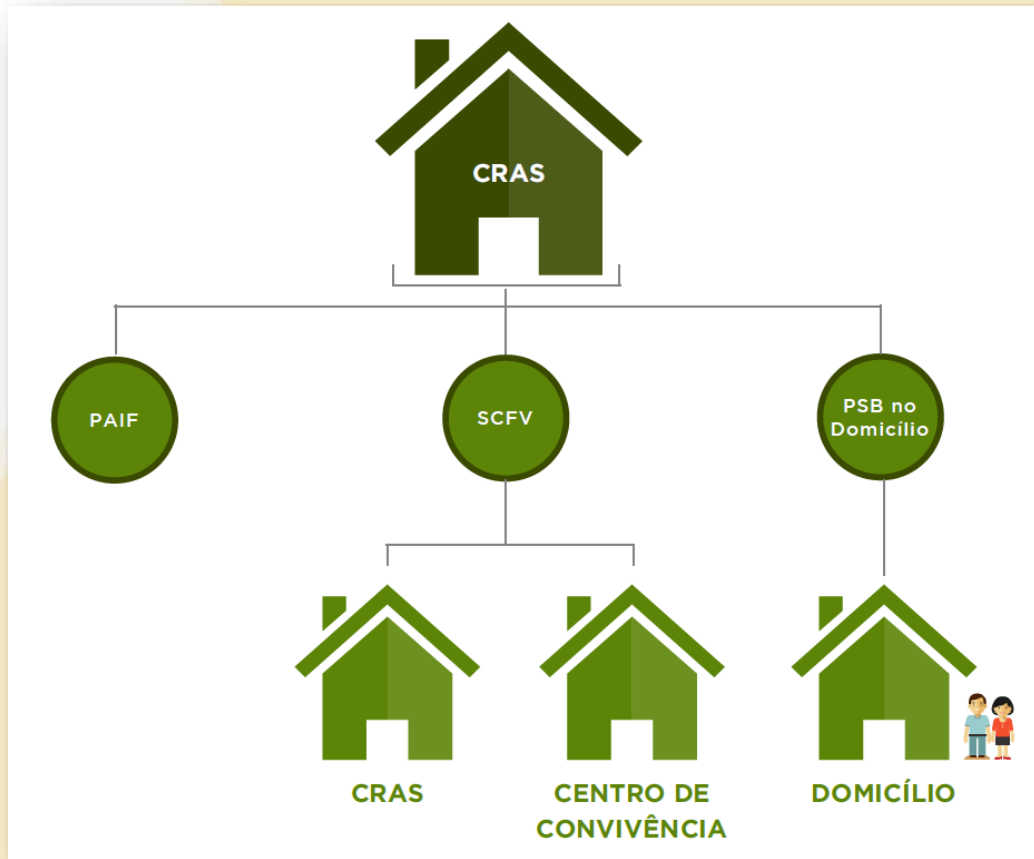 CRAS
PAIF
SCFV
PSB no
Domicílio
CRAS
CENTRO DE
CONVIVÊNCIA
DOMICÍLIO